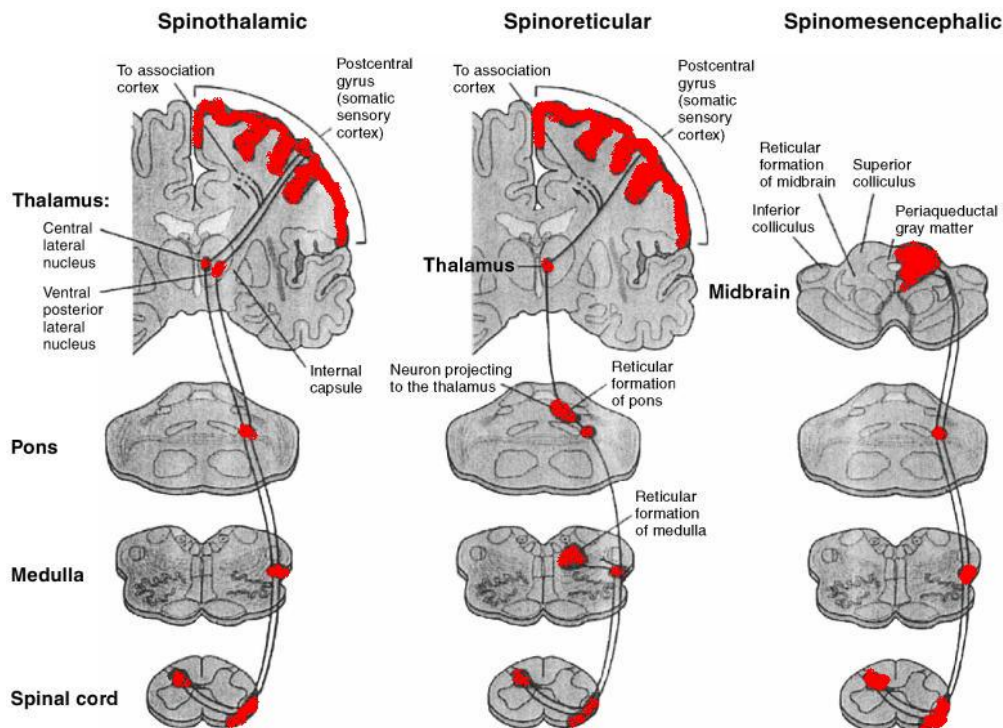 Spinothalamic
To association
cortex
Postcentral
gyrus
(somatic
sensory
cortex)
Thalamus:
Central
lateral
nucleus
Ventral
posterior
lateral
nucleus
Internal
capsule
Pons
Medulla
Spinal cord
Spinoreticular
To association
cortex
Postcentral
gyrus
(somatic
sensory
cortex)
Thalamus
Neuron projecting
to the thalamus
Reticular
formation
of pons
Reticular
formation
of medulla
Spinomesencephalic
Reticular
formation
of midbrain
Superior
colliculus
Inferior
colliculus
Periaqueductal
gray matter
Midbrain